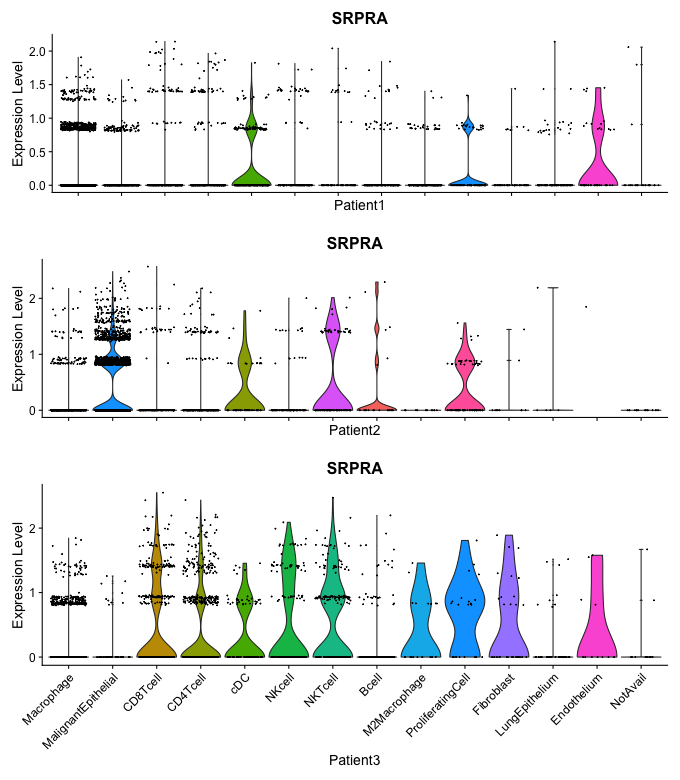 SRPRA
Expression Level
2.0
1.5
1.0
0.5
0.0
Patient1
SRPRA
Expression Level
2
1
0
Patient2
SRPRA
Expression Level
2
1
0
Macrophage
MalignantEpithelial
CD8Tcell
CD4Tcell
cDC
NKcell
NKTcell
Bcell
M2Macrophage
ProliferatingCell
Fibroblast
LungEpithelium
Endothelium
NotAvail
Patient3